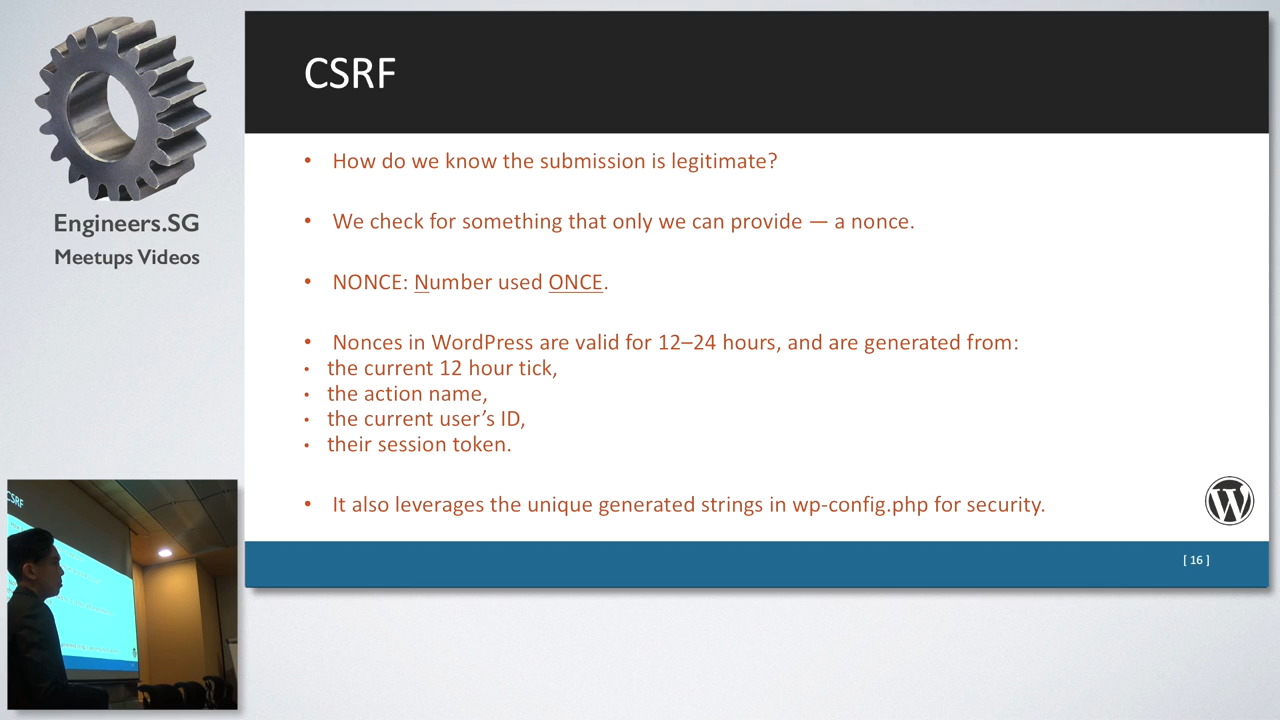 Engineers.SG
Meetups Videos
CSRF
• How do we know the submission is legitimate?
• We check for something that only we can provide — a nonce.
• NONCE: Number used ONCE.
• Nonces in WordPress are valid for 12–24 hours, and are generated from:
• the current 12 hour tick,
• the action name,
• the current user’s ID,
• their session token.
• It also leverages the unique generated strings in wp-config.php for security.
[ 16 ]
CSRF